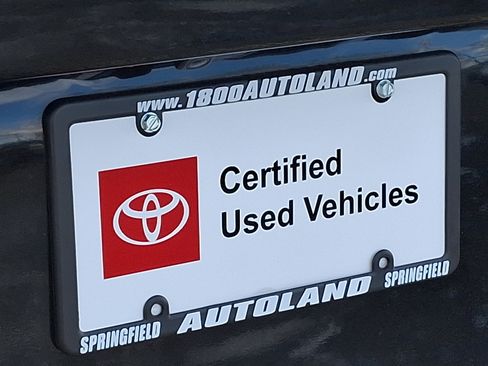 www.1800AUTOLAND.com
Certified
Used Vehicles
SPRINGFIELD AUTOLAND SPRINGFIELD